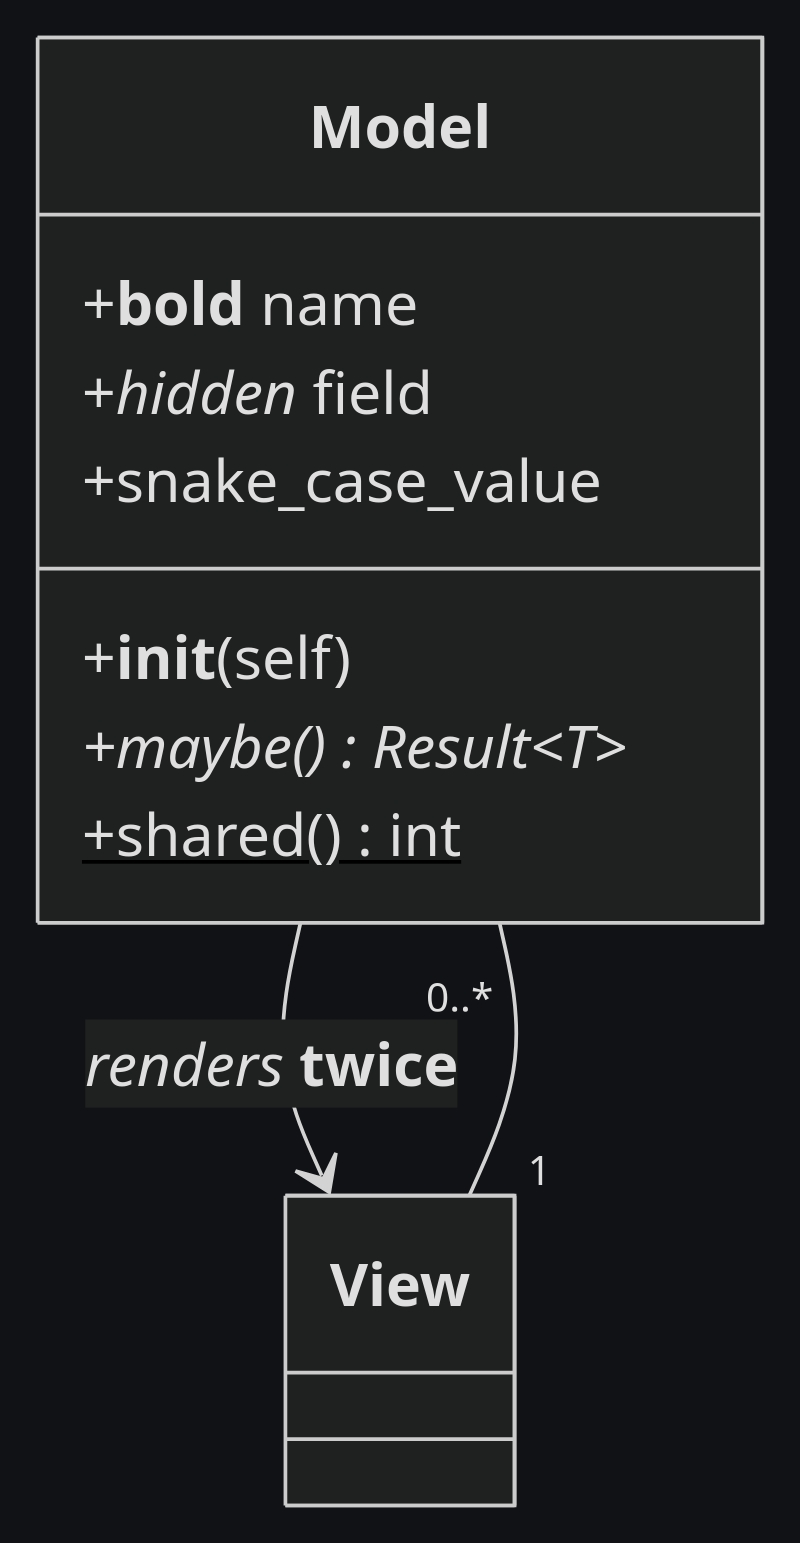 Model
+bold name
+hidden field
+snake_case_value
+init(self)
+maybe() : Result<T>
+shared() : int
0..*
renders twice
1
View